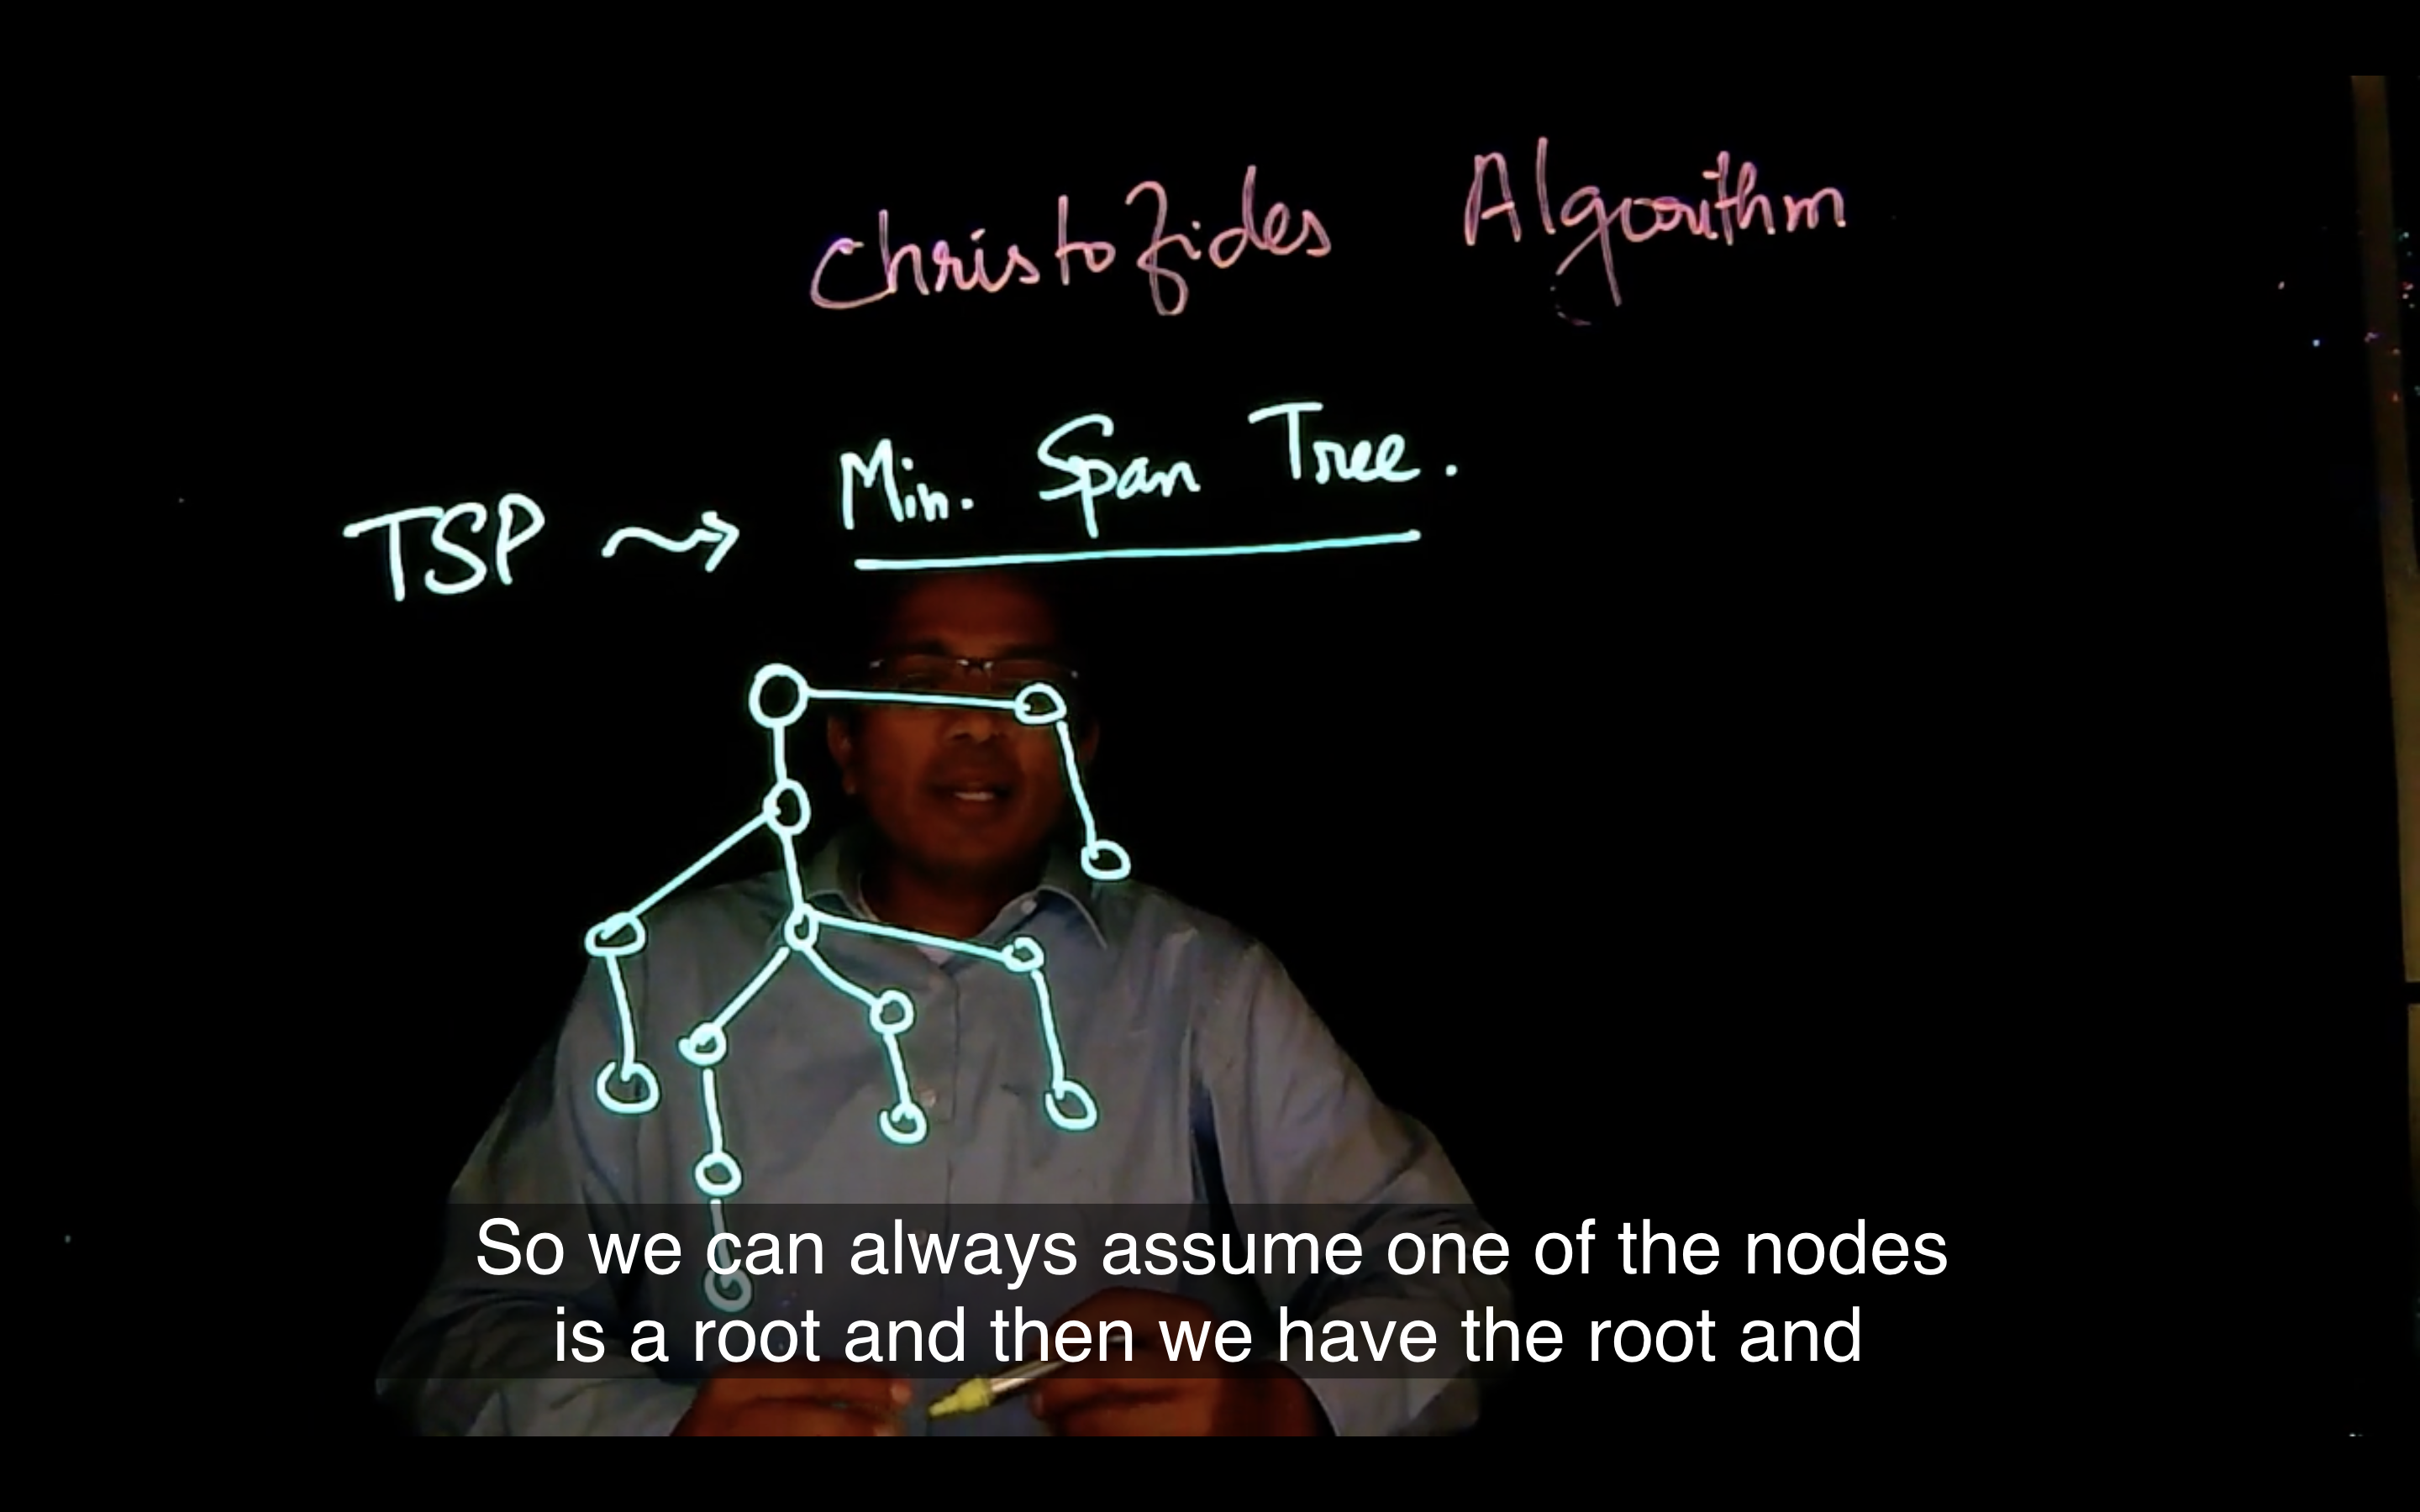 Christofides Algorithm
TSP ⇝ Min. Span Tree.
So we can always assume one of the nodes
is a root and then we have the root and